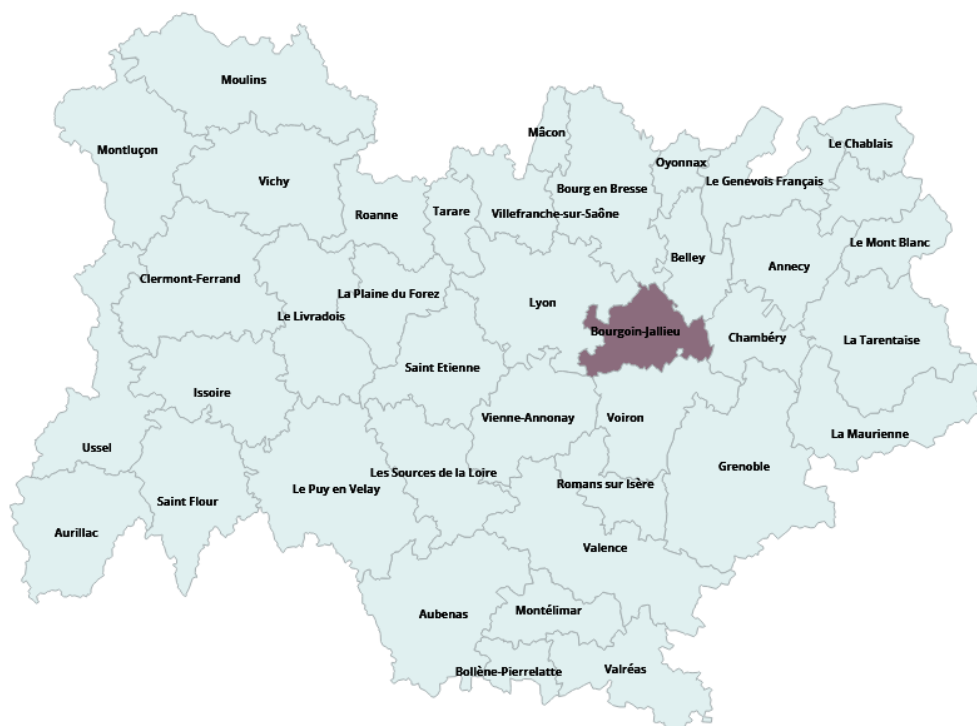 Moulins
Mâcon
Le Chablais
Montluçon
Oyonnax
Vichy
Le Genevois Français
Bourg en Bresse
Roanne
Tarare
Villefranche-sur-Saône
Le Mont Blanc
Belley
Annecy
Clermont-Ferrand
La Plaine du Forez
Lyon
Le Livradois
Bourgoin-Jallieu
Chambéry
La Tarentaise
Saint Etienne
Issoire
Vienne-Annonay
Voiron
La Maurienne
Ussel
Grenoble
Les Sources de la Loire
Romans sur Isère
Le Puy en Velay
Saint Flour
Aurillac
Valence
Montélimar
Aubenas
Bollène-Pierrelatte
Valréas